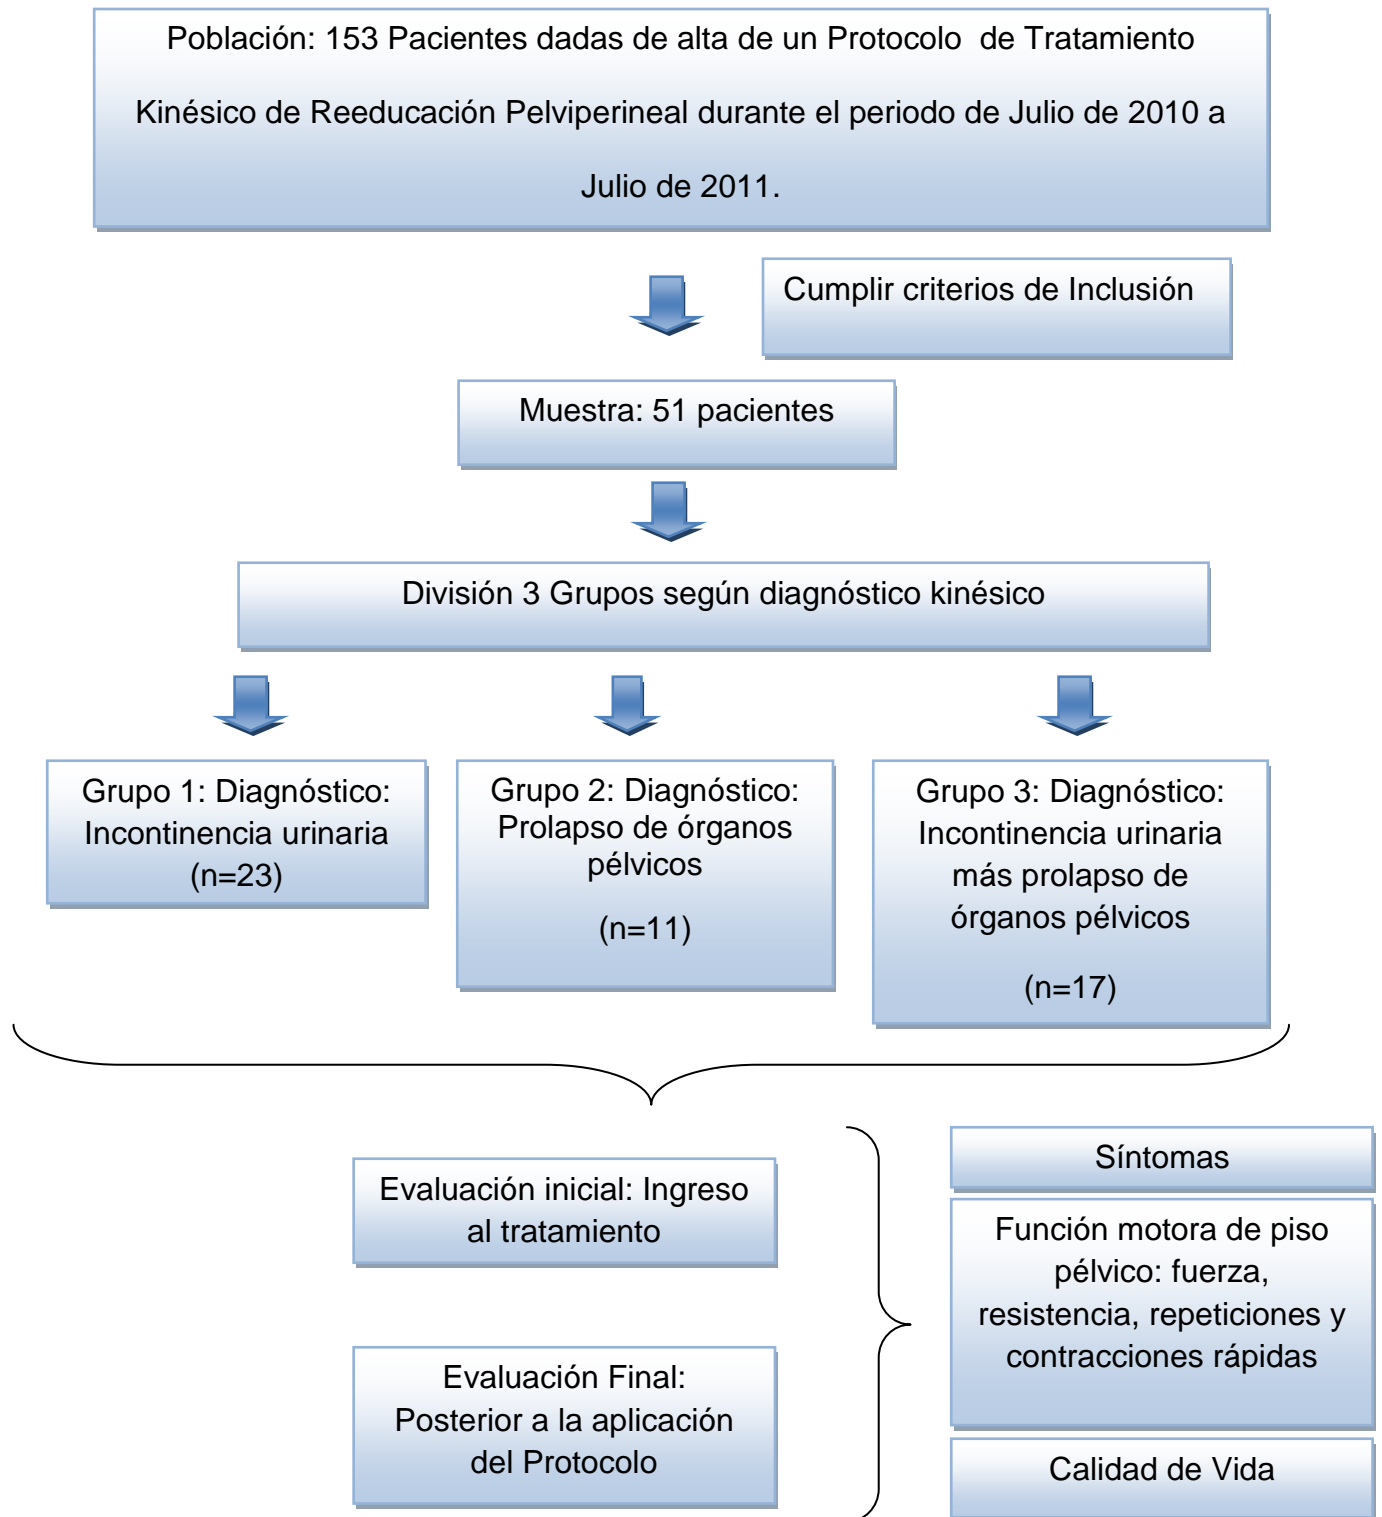 Población: 153 Pacientes dadas de alta de un Protocolo de Tratamiento
Kinésico de Reeducación Pelviperineal durante el periodo de Julio de 2010 a
Julio de 2011.
Cumplir criterios de Inclusión
Muestra: 51 pacientes
División 3 Grupos según diagnóstico kinésico
Grupo 1: Diagnóstico:
Incontinencia urinaria
(n=23)
Grupo 2: Diagnóstico:
Prolapso de órganos
pélvicos
(n=11)
Grupo 3: Diagnóstico:
Incontinencia urinaria
más prolapso de
órganos pélvicos
(n=17)
Evaluación inicial: Ingreso
al tratamiento
Evaluación Final:
Posterior a la aplicación
del Protocolo
Síntomas
Función motora de piso
pélvico: fuerza,
resistencia, repeticiones y
contracciones rápidas
Calidad de Vida